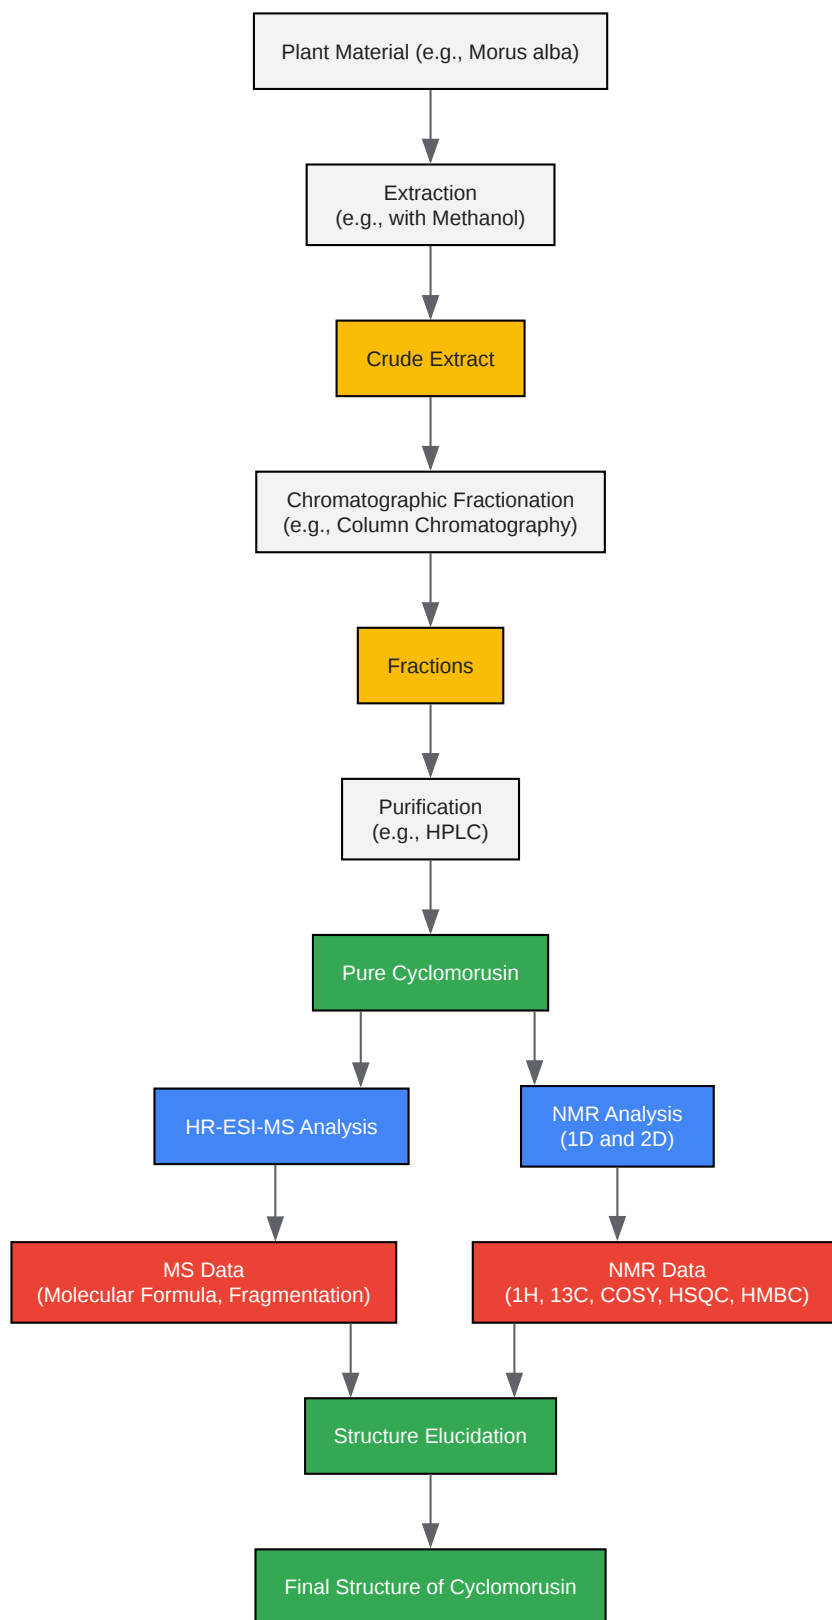 Plant Material (e.g., Morus alba)
Extraction
(e.g., with Methanol)
Crude Extract
Chromatographic Fractionation
(e.g., Column Chromatography)
Fractions
Purification
(e.g., HPLC)
Pure Cyclomorusin
HR-ESI-MS Analysis
NMR Analysis
(1D and 2D)
MS Data
(Molecular Formula, Fragmentation)
NMR Data
(1H, 13C, COSY, HSQC, HMBC)
Structure Elucidation
Final Structure of Cyclomorusin